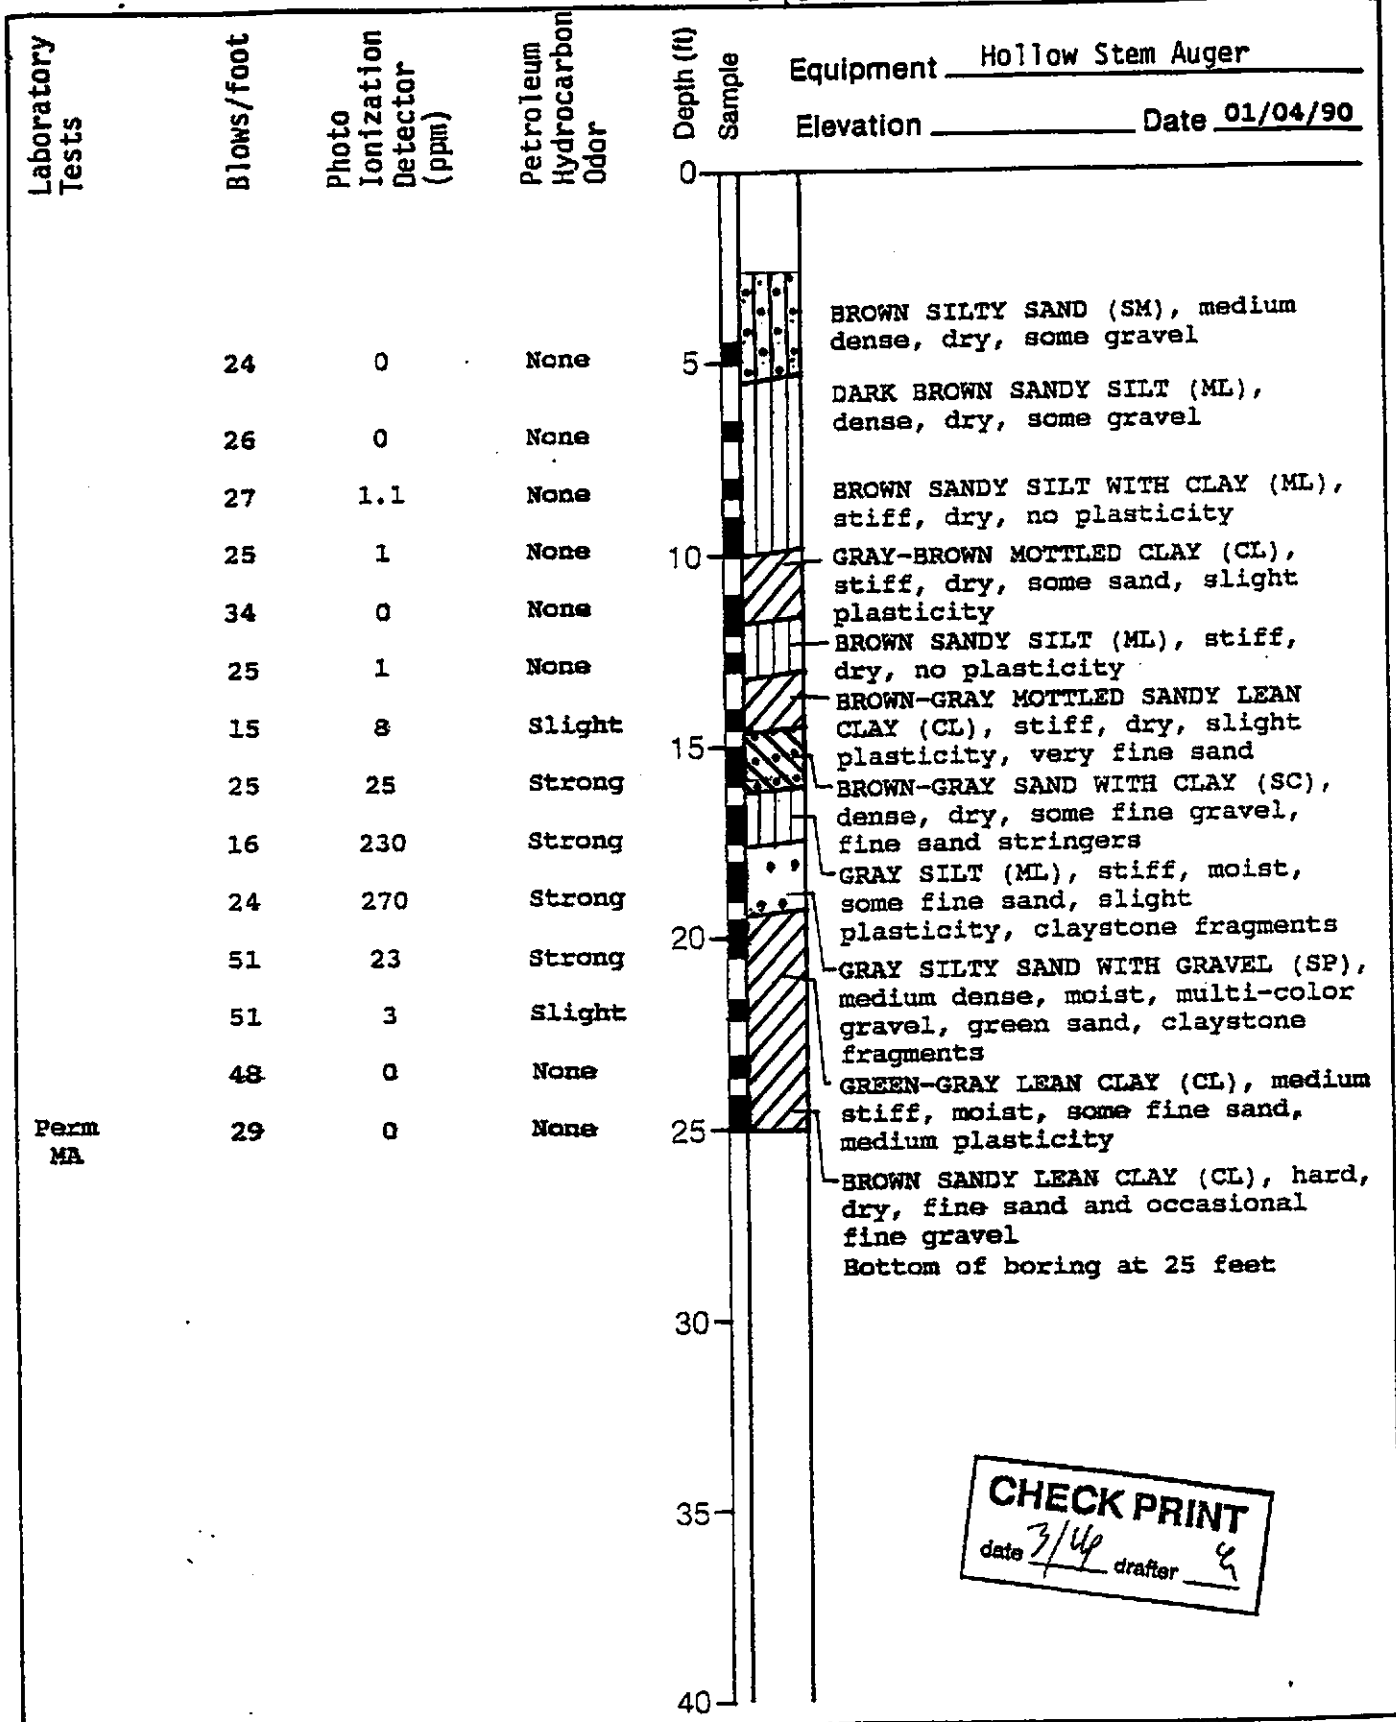 Laboratory
Tests
Blows/foot
Photo
Ionization
Detector
(ppm)
Petroleum
Hydrocarbon
Odor
Depth (ft)
Sample
Equipment Hollow Stem Auger
Elevation Date 01/04/90
0
BROWN SILTY SAND (SM), medium
dense, dry, some gravel
24 0 None 5
DARK BROWN SANDY SILT (ML),
dense, dry, some gravel
26 0 None
27 1.1 None
BROWN SANDY SILT WITH CLAY (ML),
stiff, dry, no plasticity
25 1 None 10
GRAY-BROWN MOTTLED CLAY (CL),
stiff, dry, some sand, slight
plasticity
34 0 None
BROWN SANDY SILT (ML), stiff,
dry, no plasticity
25 1 None
BROWN-GRAY MOTTLED SANDY LEAN
CLAY (CL), stiff, dry, slight
plasticity, very fine sand
15 8 Slight
15
BROWN-GRAY SAND WITH CLAY (SC),
dense, dry, some fine gravel,
fine sand stringers
25 25 Strong
16 230 Strong
GRAY SILT (ML), stiff, moist,
some fine sand, slight
plasticity, claystone fragments
24 270 Strong
20
GRAY SILTY SAND WITH GRAVEL (SP),
medium dense, moist, multi-color
gravel, green sand, claystone
fragments
51 23 Strong
51 3 Slight
48 0 None
GREEN-GRAY LEAN CLAY (CL), medium
stiff, moist, some fine sand,
medium plasticity
Perm 29 0 None 25
MA
BROWN SANDY LEAN CLAY (CL), hard,
dry, fine sand and occasional
fine gravel
Bottom of boring at 25 feet
30
35
CHECK PRINT
date 3/14 drafter
40